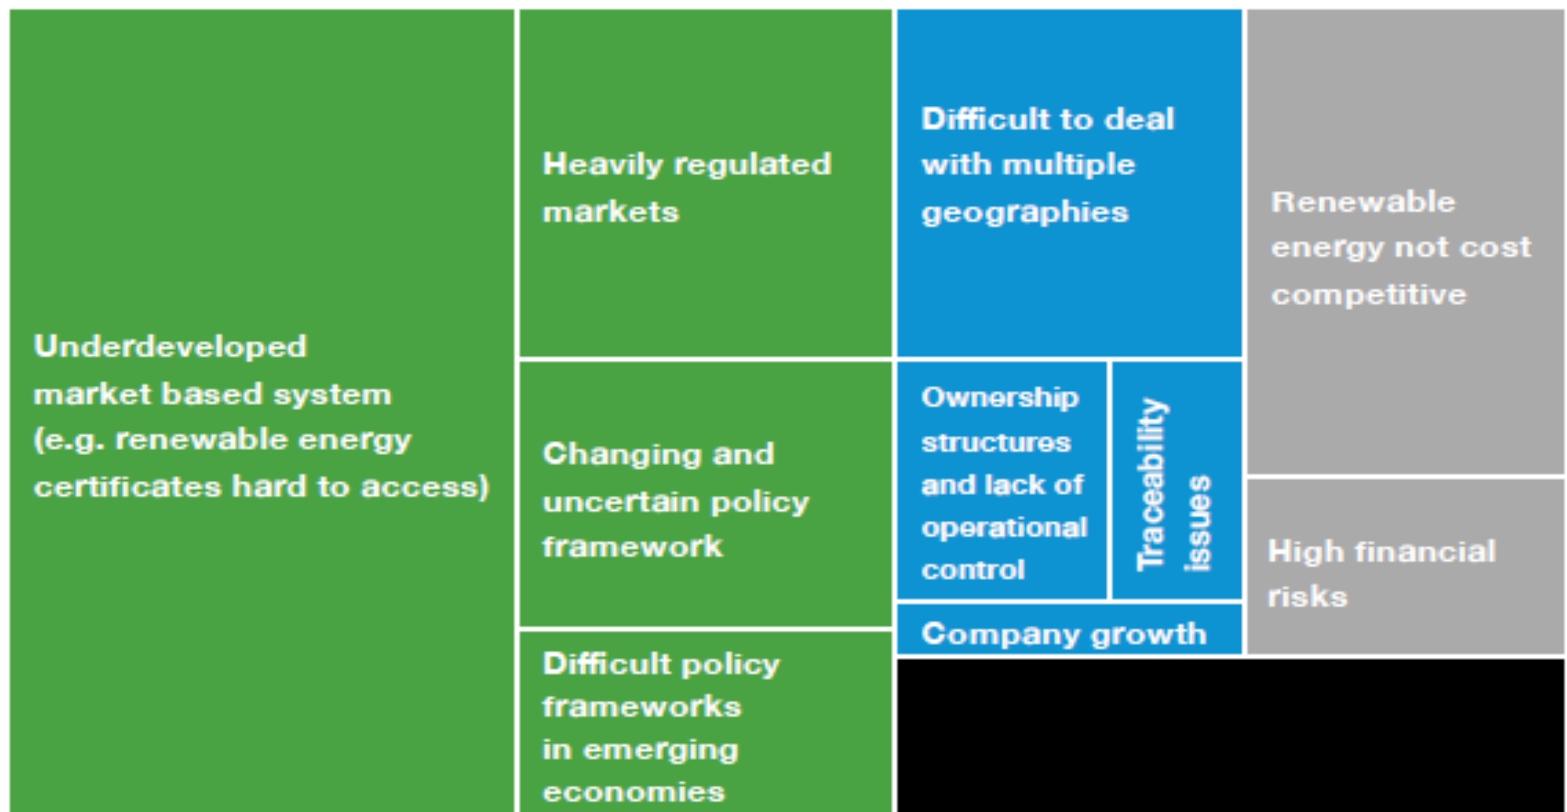 Underdeveloped
market based system
(e.g. renewable energy
certificates hard to access)
Heavily regulated
markets
Changing and
uncertain policy
framework
Difficult policy
frameworks
in emerging
economies
Difficult to deal
with multiple
geographies
Ownership
structures
and lack of
operational
control
Traceability
issues
Company growth
Renewable
energy not cost
competitive
High financial
risks